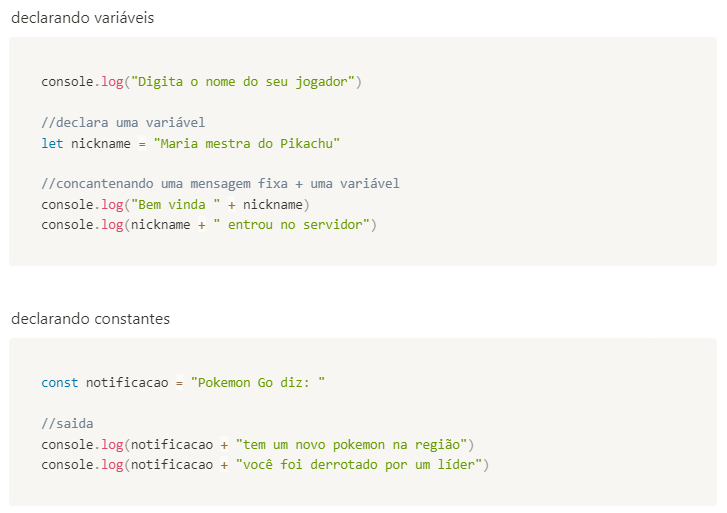 declarando variáveis
console.log("Digita o nome do seu jogador")
//declara uma variável
let nickname = "Maria mestra do Pikachu"
//concantenando uma mensagem fixa + uma variável
console.log("Bem vinda " + nickname)
console.log(nickname + " entrou no servidor")
declarando constantes
const notificacao = "Pokemon Go diz: "
//saida
console.log(notificacao + "tem um novo pokemon na região")
console.log(notificacao + "você foi derrotado por um líder")